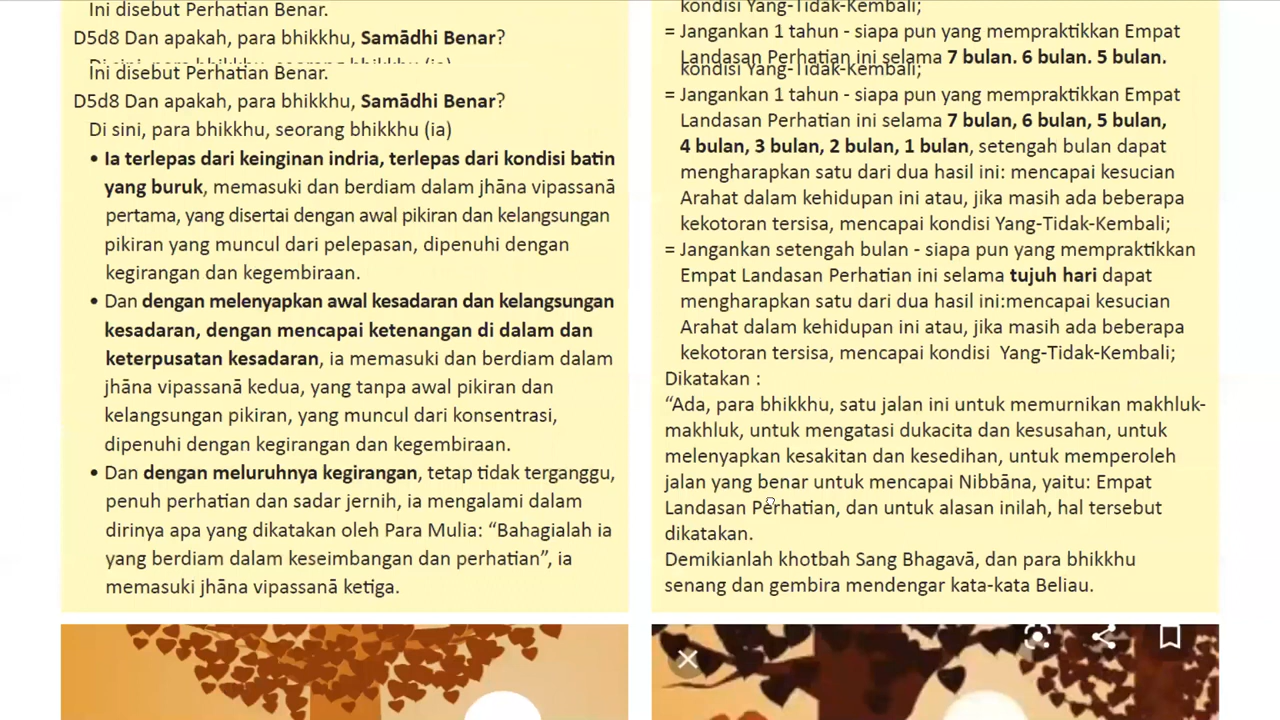 Ini disebut Perhatian Benar.
D5d8 Dan apakah, para bhikkhu, Samādhi Benar?
Di sini, para bhikkhu, seorang bhikkhu (ia)
Ini disebut Perhatian Benar.
D5d8 Dan apakah, para bhikkhu, Samādhi Benar?
Di sini, para bhikkhu, seorang bhikkhu (ia)
• Ia terlepas dari keinginan indria, terlepas dari kondisi batin
yang buruk, memasuki dan berdiam dalam jhāna vipassanā
pertama, yang disertai dengan awal pikiran dan kelangsungan
pikiran yang muncul dari pelepasan, dipenuhi dengan
kegirangan dan kegembiraan.
• Dan dengan melenyapkan awal kesadaran dan kelangsungan
kesadaran, dengan mencapai ketenangan di dalam dan
keterpusatan kesadaran, ia memasuki dan berdiam dalam
jhāna vipassanā kedua, yang tanpa awal pikiran dan
kelangsungan pikiran, yang muncul dari konsentrasi,
dipenuhi dengan kegirangan dan kegembiraan.
• Dan dengan meluruhnya kegirangan, tetap tidak terganggu,
penuh perhatian dan sadar jernih, ia mengalami dalam
dirinya apa yang dikatakan oleh Para Mulia: “Bahagialah ia
yang berdiam dalam keseimbangan dan perhatian”, ia
memasuki jhāna vipassanā ketiga.
kondisi Yang-Tidak-Kembali;
= Jangankan 1 tahun - siapa pun yang mempraktikkan Empat
Landasan Perhatian ini selama 7 bulan, 6 bulan, 5 bulan,
kondisi Yang-Tidak-Kembali;
= Jangankan 1 tahun - siapa pun yang mempraktikkan Empat
Landasan Perhatian ini selama 7 bulan, 6 bulan, 5 bulan,
4 bulan, 3 bulan, 2 bulan, 1 bulan, setengah bulan dapat
mengharapkan satu dari dua hasil ini: mencapai kesucian
Arahat dalam kehidupan ini atau, jika masih ada beberapa
kekotoran tersisa, mencapai kondisi Yang-Tidak-Kembali;
= Jangankan setengah bulan - siapa pun yang mempraktikkan
Empat Landasan Perhatian ini selama tujuh hari dapat
mengharapkan satu dari dua hasil ini:mencapai kesucian
Arahat dalam kehidupan ini atau, jika masih ada beberapa
kekotoran tersisa, mencapai kondisi Yang-Tidak-Kembali;
Dikatakan :
“Ada, para bhikkhu, satu jalan ini untuk memurnikan makhluk-
makhluk, untuk mengatasi dukacita dan kesusahan, untuk
melenyapkan kesakitan dan kesedihan, untuk memperoleh
jalan yang benar untuk mencapai Nibbāna, yaitu: Empat
Landasan Perhatian, dan untuk alasan inilah, hal tersebut
dikatakan.
Demikianlah khotbah Sang Bhagavā, dan para bhikkhu
senang dan gembira mendengar kata-kata Beliau.